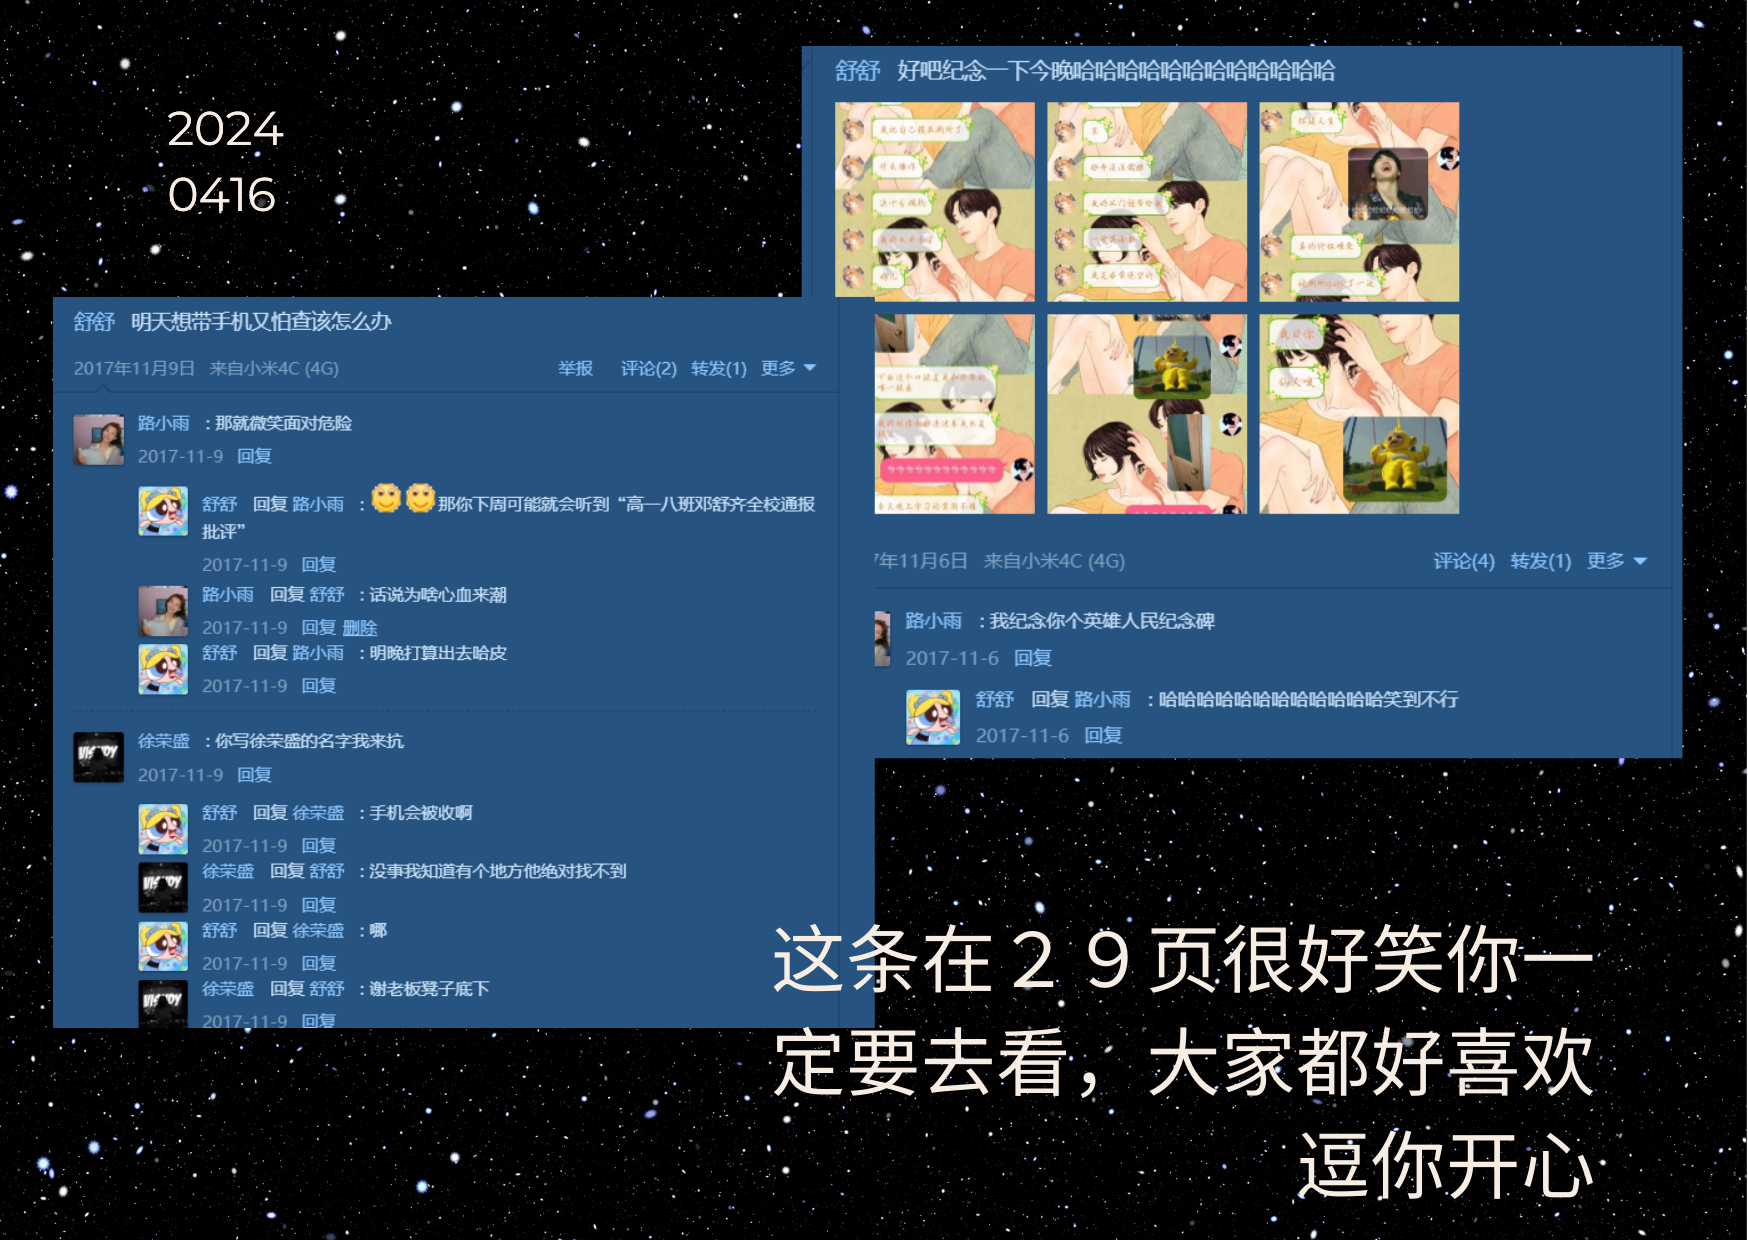 2024
0416
舒舒 好吧纪念一下今晚哈哈哈哈哈哈哈哈哈哈哈哈
7年11月6日 来自小米4C (4G) 评论(4) 转发(1) 更多
路小雨 : 我纪念你个英雄人民纪念碑
2017-11-6 回复
舒舒 回复 路小雨 : 哈哈哈哈哈哈哈哈哈哈哈哈笑到不行
2017-11-6 回复
舒舒 明天想带手机又怕查该怎么办
2017年11月9日 来自小米4C (4G) 举报 评论(2) 转发(1) 更多
路小雨 : 那就微笑面对危险
2017-11-9 回复
舒舒 回复 路小雨 : 那你下周可能就会听到“高一八班邓舒齐全校通报
批评”
2017-11-9 回复
路小雨 回复 舒舒 : 话说为啥心血来潮
2017-11-9 回复 删除
舒舒 回复 路小雨 : 明晚打算出去哈皮
2017-11-9 回复
徐荣盛 : 你写徐荣盛的名字我来抗
2017-11-9 回复
舒舒 回复 徐荣盛 : 手机会被收啊
2017-11-9 回复
徐荣盛 回复 舒舒 : 没事我知道有个地方他绝对找不到
2017-11-9 回复
舒舒 回复 徐荣盛 : 哪
2017-11-9 回复
徐荣盛 回复 舒舒 : 谢老板凳子底下
2017-11-9 回复
这条在２９页很好笑你一
定要去看，大家都好喜欢
逗你开心